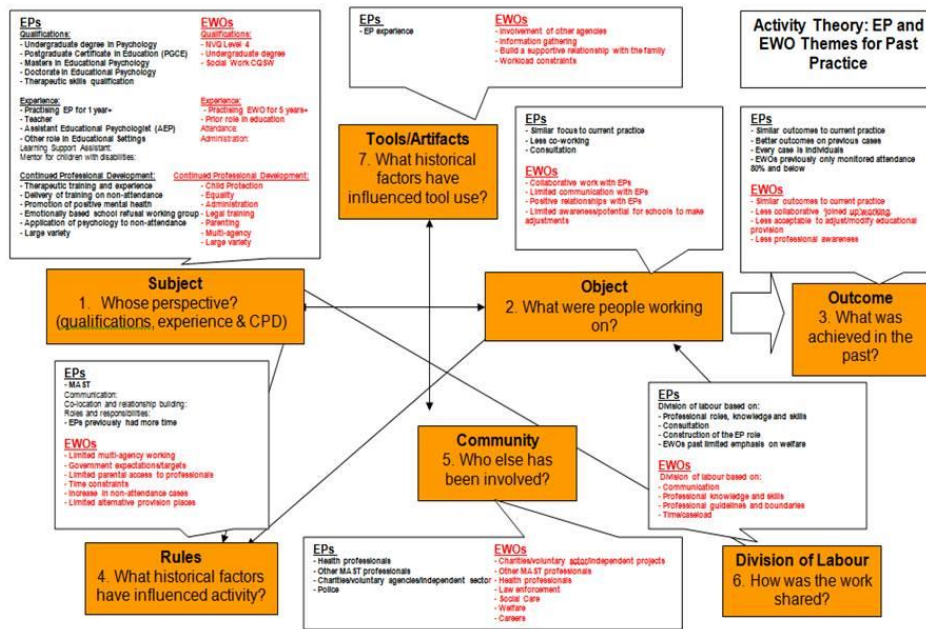 EPs
Qualifications:
- Undergraduate degree in Psychology
- Postgraduate Certificate in Education (PGCE)
- Masters in Educational Psychology
- Doctorate in Educational Psychology
- Therapeutic skills qualification
Experience:
- Practising EP for 1 year+
- Teacher
- Assistant Educational Psychologist (AEP)
- Other role in Educational Settings
Learning Support Assistant:
Mentor for children with disabilities:
Continued Professional Development:
- Therapeutic training and experience
- Delivery of training on non-attendance
- Promotion of positive mental health
- Emotionally based school refusal working group
- Application of psychology to non-attendance
- Large variety
EWOs
Qualifications:
- NVQ Level 4
- Undergraduate degree
- Social Work CQSW
Experience:
- Practising EWO for 5 years+
- Prior role in education
Attendance:
Administration:
Continued Professional Development:
- Child Protection
- Equality
- Administration
- Legal training
- Parenting
- Multi-agency
- Large variety
EPs
- EP experience
EWOs
- Involvement of other agencies
- Information gathering
- Build a supportive relationship with the family
- Workload constraints
Activity Theory: EP and
EWO Themes for Past
Practice
Tools/Artifacts
7. What historical
factors have
influenced tool use?
EPs
- Similar focus to current practice
- Less co-working
- Consultation
EWOs
- Collaborative work with EPs
- Limited communication with EPs
- Positive relationships with EPs
- Limited awareness/potential for schools to make
adjustments
EPs
- Similar outcomes to current practice
- Better outcomes on previous cases
- Every case is individuals
- EWOs previously only monitored attendance
80% and below
EWOs
- Similar outcomes to current practice
- Less collaborative 'joined up'working.
- Less acceptable to adjust/modify educational
provision
- Less professional awareness
Subject
1. Whose perspective?
(qualifications, experience & CPD)
Object
2. What were people working
on?
Outcome
3. What was
achieved in the
past?
EPs
- MAST
Communication:
Co-location and relationship building:
Roles and responsibilities:
- EPs previously had more time
EWOs
- Limited multi-agency working
- Government expectations/targets
- Limited parental access to professionals
- Time constraints
- Increase in non-attendance cases
- Limited alternative provision places
Community
5. Who else has
been involved?
EPs
Division of labour based on:
- Professional roles, knowledge and skills
- Consultation
- Construction of the EP role
- EWOs past limited emphasis on welfare
EWOs
Division of labour based on:
- Communication
- Professional knowledge and skills
- Professional guidelines and boundaries
- Time/caseload
Rules
4. What historical factors
have influenced activity?
EPs
- Health professionals
- Other MAST professionals
- Charities/voluntary agencies/independent sector
- Police
EWOs
- Charities/voluntary actor/independent projects
- Other MAST professionals
- Health professionals
- Law enforcement
- Social Care
- Welfare
- Careers
Division of Labour
6. How was the work
shared?